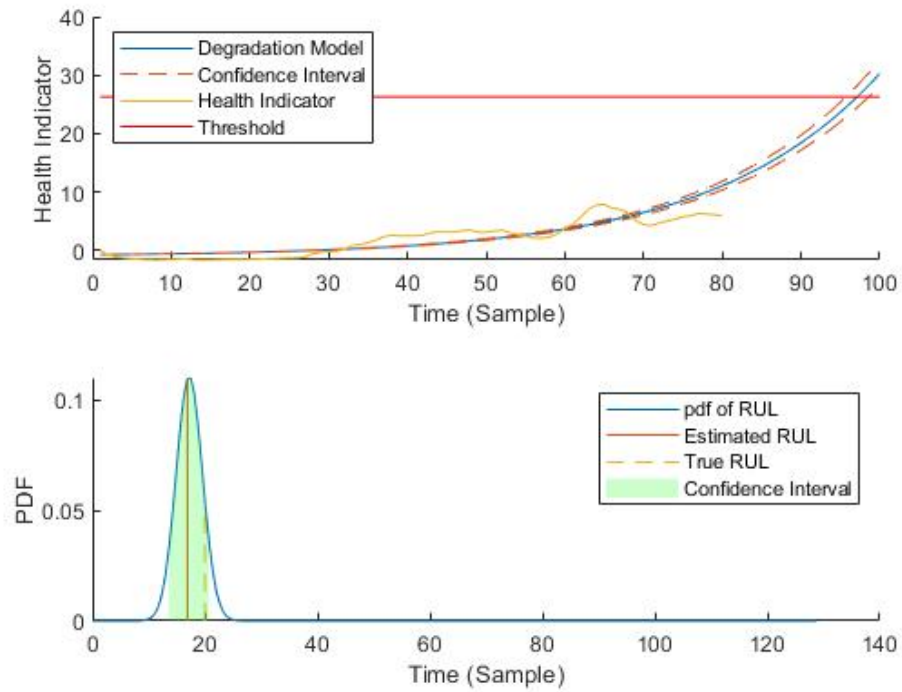 40
30
20
10
0
Health Indicator
Degradation Model
Confidence Interval
Health Indicator
Threshold
0 10 20 30 40 50 60 70 80 90 100
Time (Sample)
0.1
0.05
0
PDF
pdf of RUL
Estimated RUL
True RUL
Confidence Interval
0 20 40 60 80 100 120 140
Time (Sample)